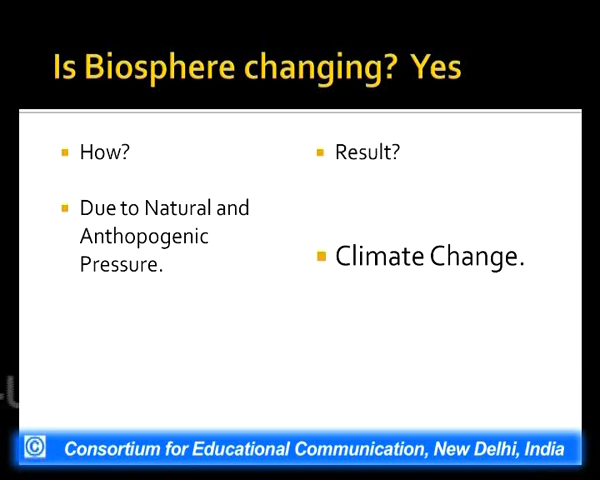 Is Biosphere changing? Yes
How?
Due to Natural and
Anthopogenic
Pressure.
Result?
Climate Change.
© Consortium for Educational Communication, New Delhi, India